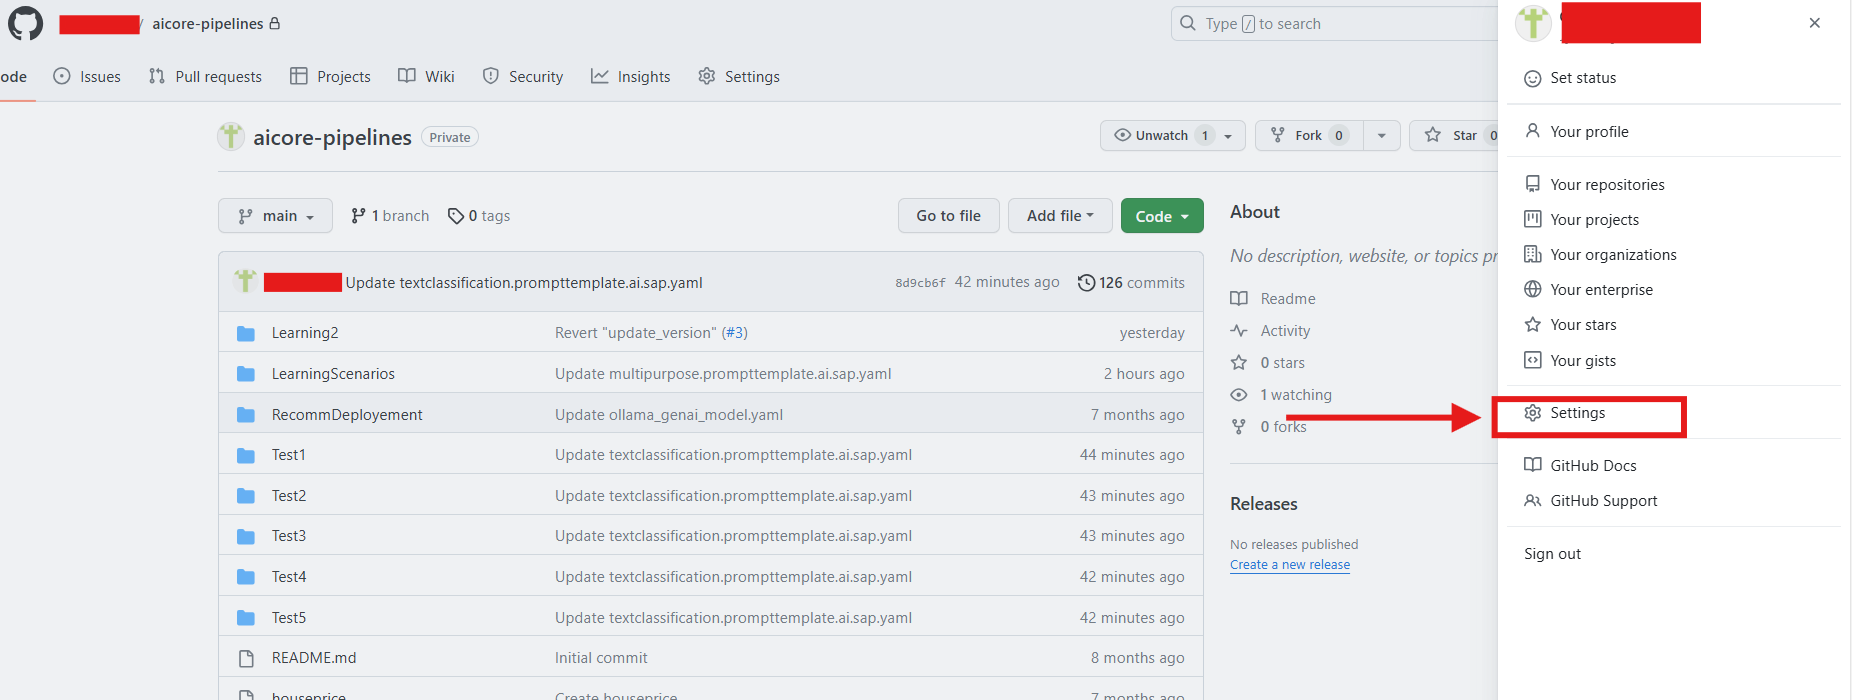 / aicore-pipelines
Type / to search
ode Issues Pull requests Projects Wiki Security Insights Settings
aicore-pipelines Private
Unwatch 1 Fork 0 Star 0
main 1 branch 0 tags
Go to file Add file Code
Update textclassification.prompttemplate.ai.sap.yaml 8d9cb6f 42 minutes ago 126 commits
Learning2 Revert "update_version" (#3) yesterday
LearningScenarios Update multipurpose.prompttemplate.ai.sap.yaml 2 hours ago
RecommDeployement Update ollama_genai_model.yaml 7 months ago
Test1 Update textclassification.prompttemplate.ai.sap.yaml 44 minutes ago
Test2 Update textclassification.prompttemplate.ai.sap.yaml 43 minutes ago
Test3 Update textclassification.prompttemplate.ai.sap.yaml 43 minutes ago
Test4 Update textclassification.prompttemplate.ai.sap.yaml 42 minutes ago
Test5 Update textclassification.prompttemplate.ai.sap.yaml 42 minutes ago
README.md Initial commit 8 months ago
houseprice Create houseprice 7 months ago
About
No description, website, or topics pr
Readme
Activity
0 stars
1 watching
0 forks
Releases
No releases published
Create a new release
Set status
Your profile
Your repositories
Your projects
Your organizations
Your enterprise
Your stars
Your gists
Settings
GitHub Docs
GitHub Support
Sign out